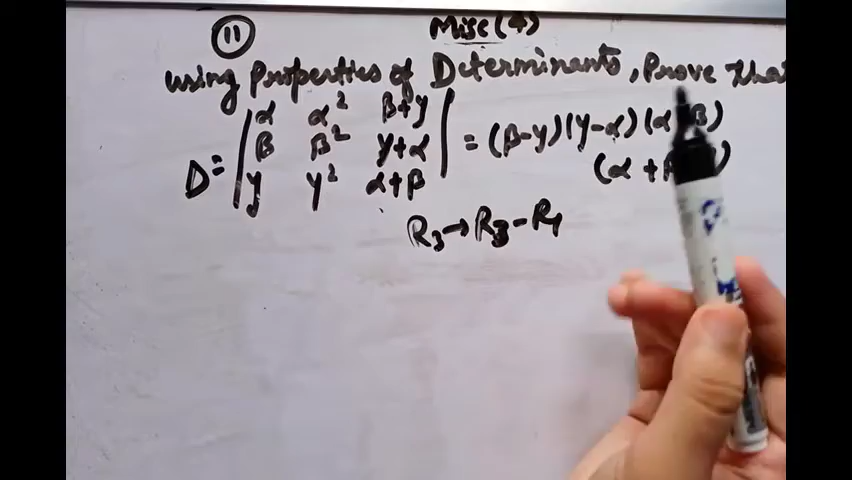 11
Misc(4)
using Properties of Determinants, Prove that
D = | α α² β+γ |
| β β² γ+α | = (β-γ)(γ-α)(α β)
| γ γ² α+β | (α + )
R₃→R₃-R₁